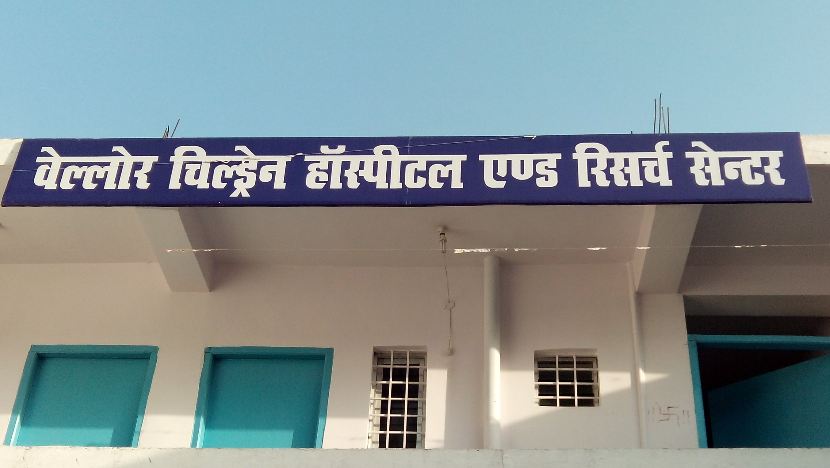 वेल्लोर चिल्ड्रेन हॉस्पीटल एण्ड रिसर्च सेन्टर